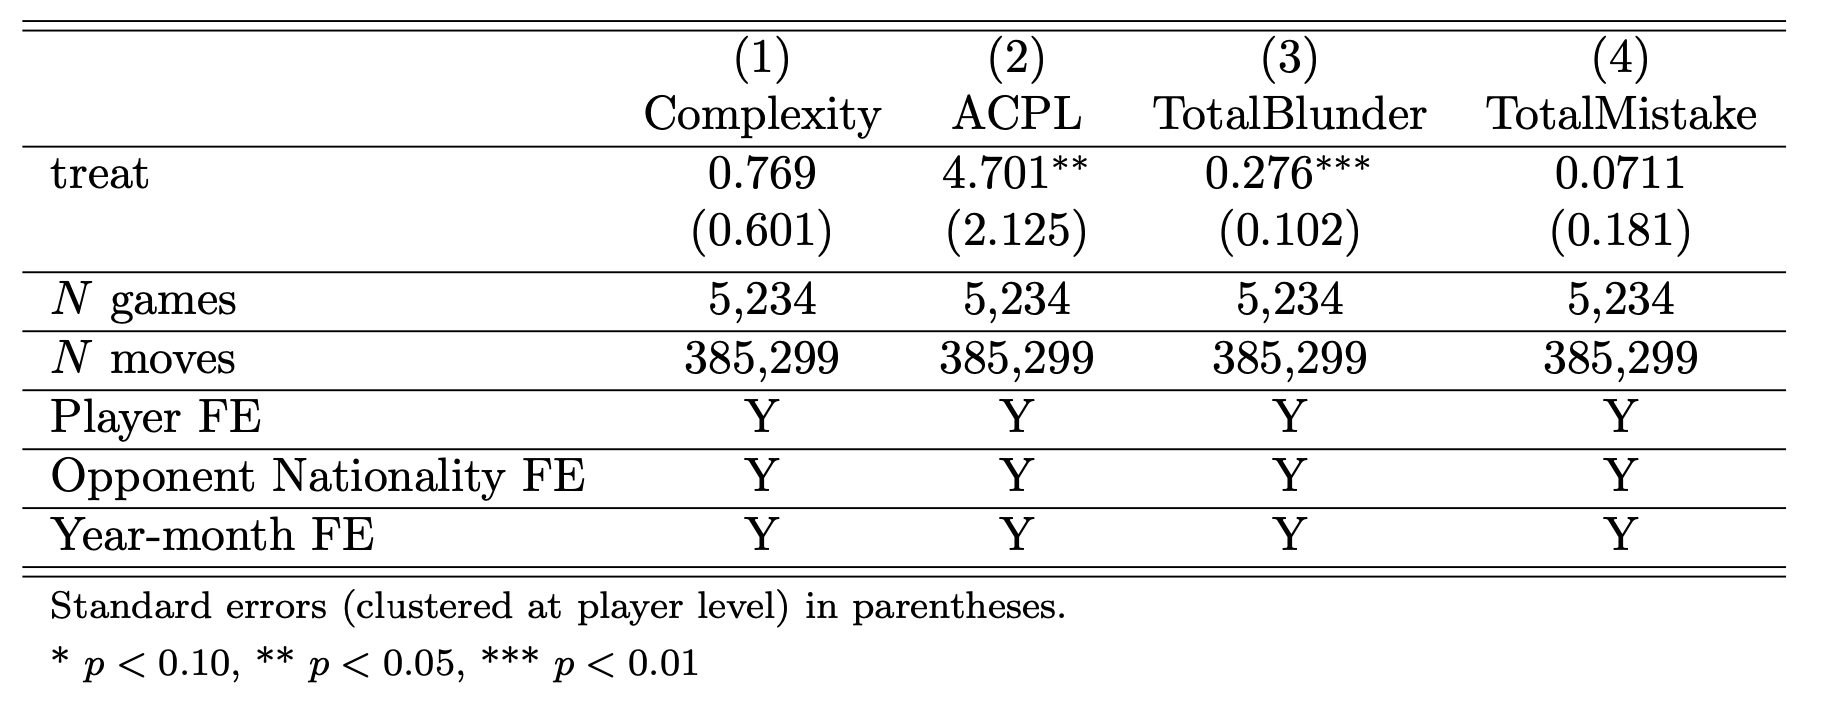 (1) (2) (3) (4)
Complexity ACPL TotalBlunder TotalMistake
treat 0.769 4.701** 0.276*** 0.0711
(0.601) (2.125) (0.102) (0.181)
N games 5,234 5,234 5,234 5,234
N moves 385,299 385,299 385,299 385,299
Player FE Y Y Y Y
Opponent Nationality FE Y Y Y Y
Year-month FE Y Y Y Y
Standard errors (clustered at player level) in parentheses.
* p < 0.10, ** p < 0.05, *** p < 0.01